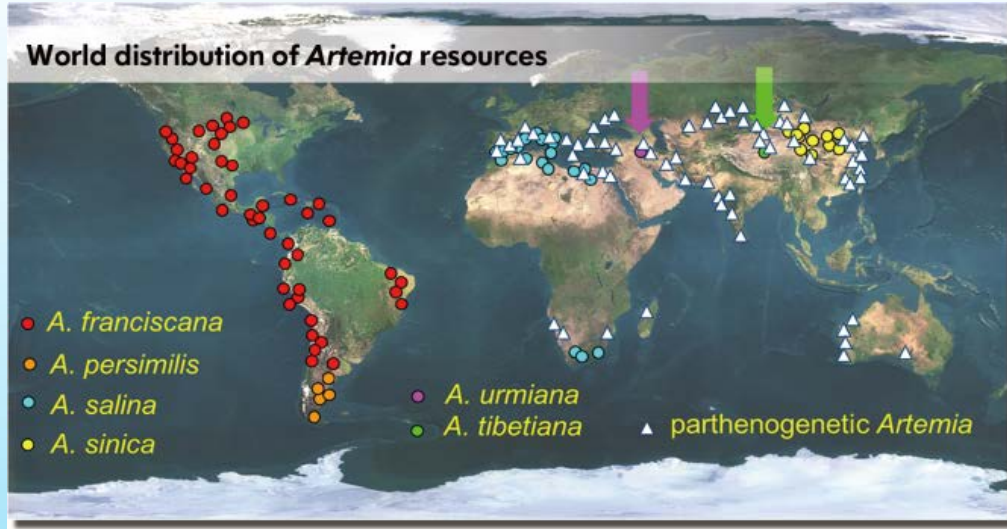 World distribution of Artemia resources
A. franciscana
A. persimilis
A. salina
A. sinica
A. urmiana
A. tibetiana
parthenogenetic Artemia